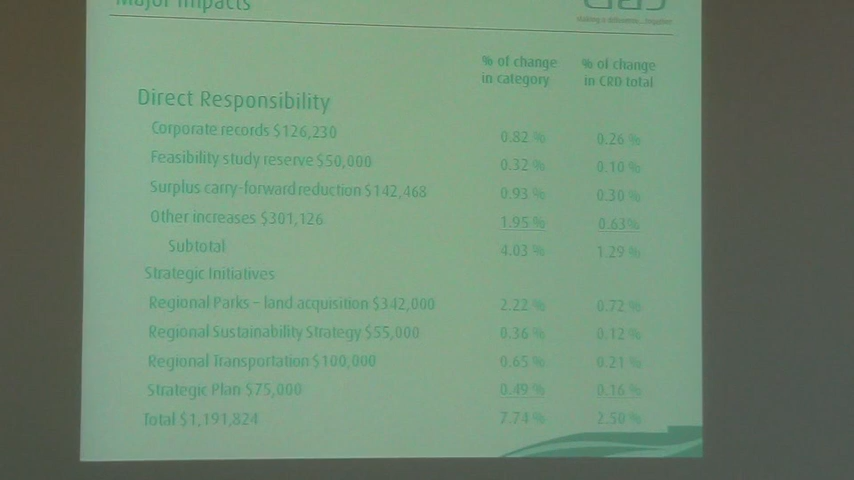 Major Impacts
making a difference...together
% of change in category
% of change in CRD total
Direct Responsibility
Corporate records $126,230 0.82 % 0.26 %
Feasibility study reserve $50,000 0.32 % 0.10 %
Surplus carry-forward reduction $142,468 0.93 % 0.30 %
Other increases $301,126 1.95 % 0.63%
Subtotal 4.03 % 1.29 %
Strategic Initiatives
Regional Parks – land acquisition $342,000 2.22 % 0.72 %
Regional Sustainability Strategy $55,000 0.36 % 0.12 %
Regional Transportation $100,000 0.65 % 0.21 %
Strategic Plan $75,000 0.49 % 0.16 %
Total $1,191,824 7.74 % 2.50 %